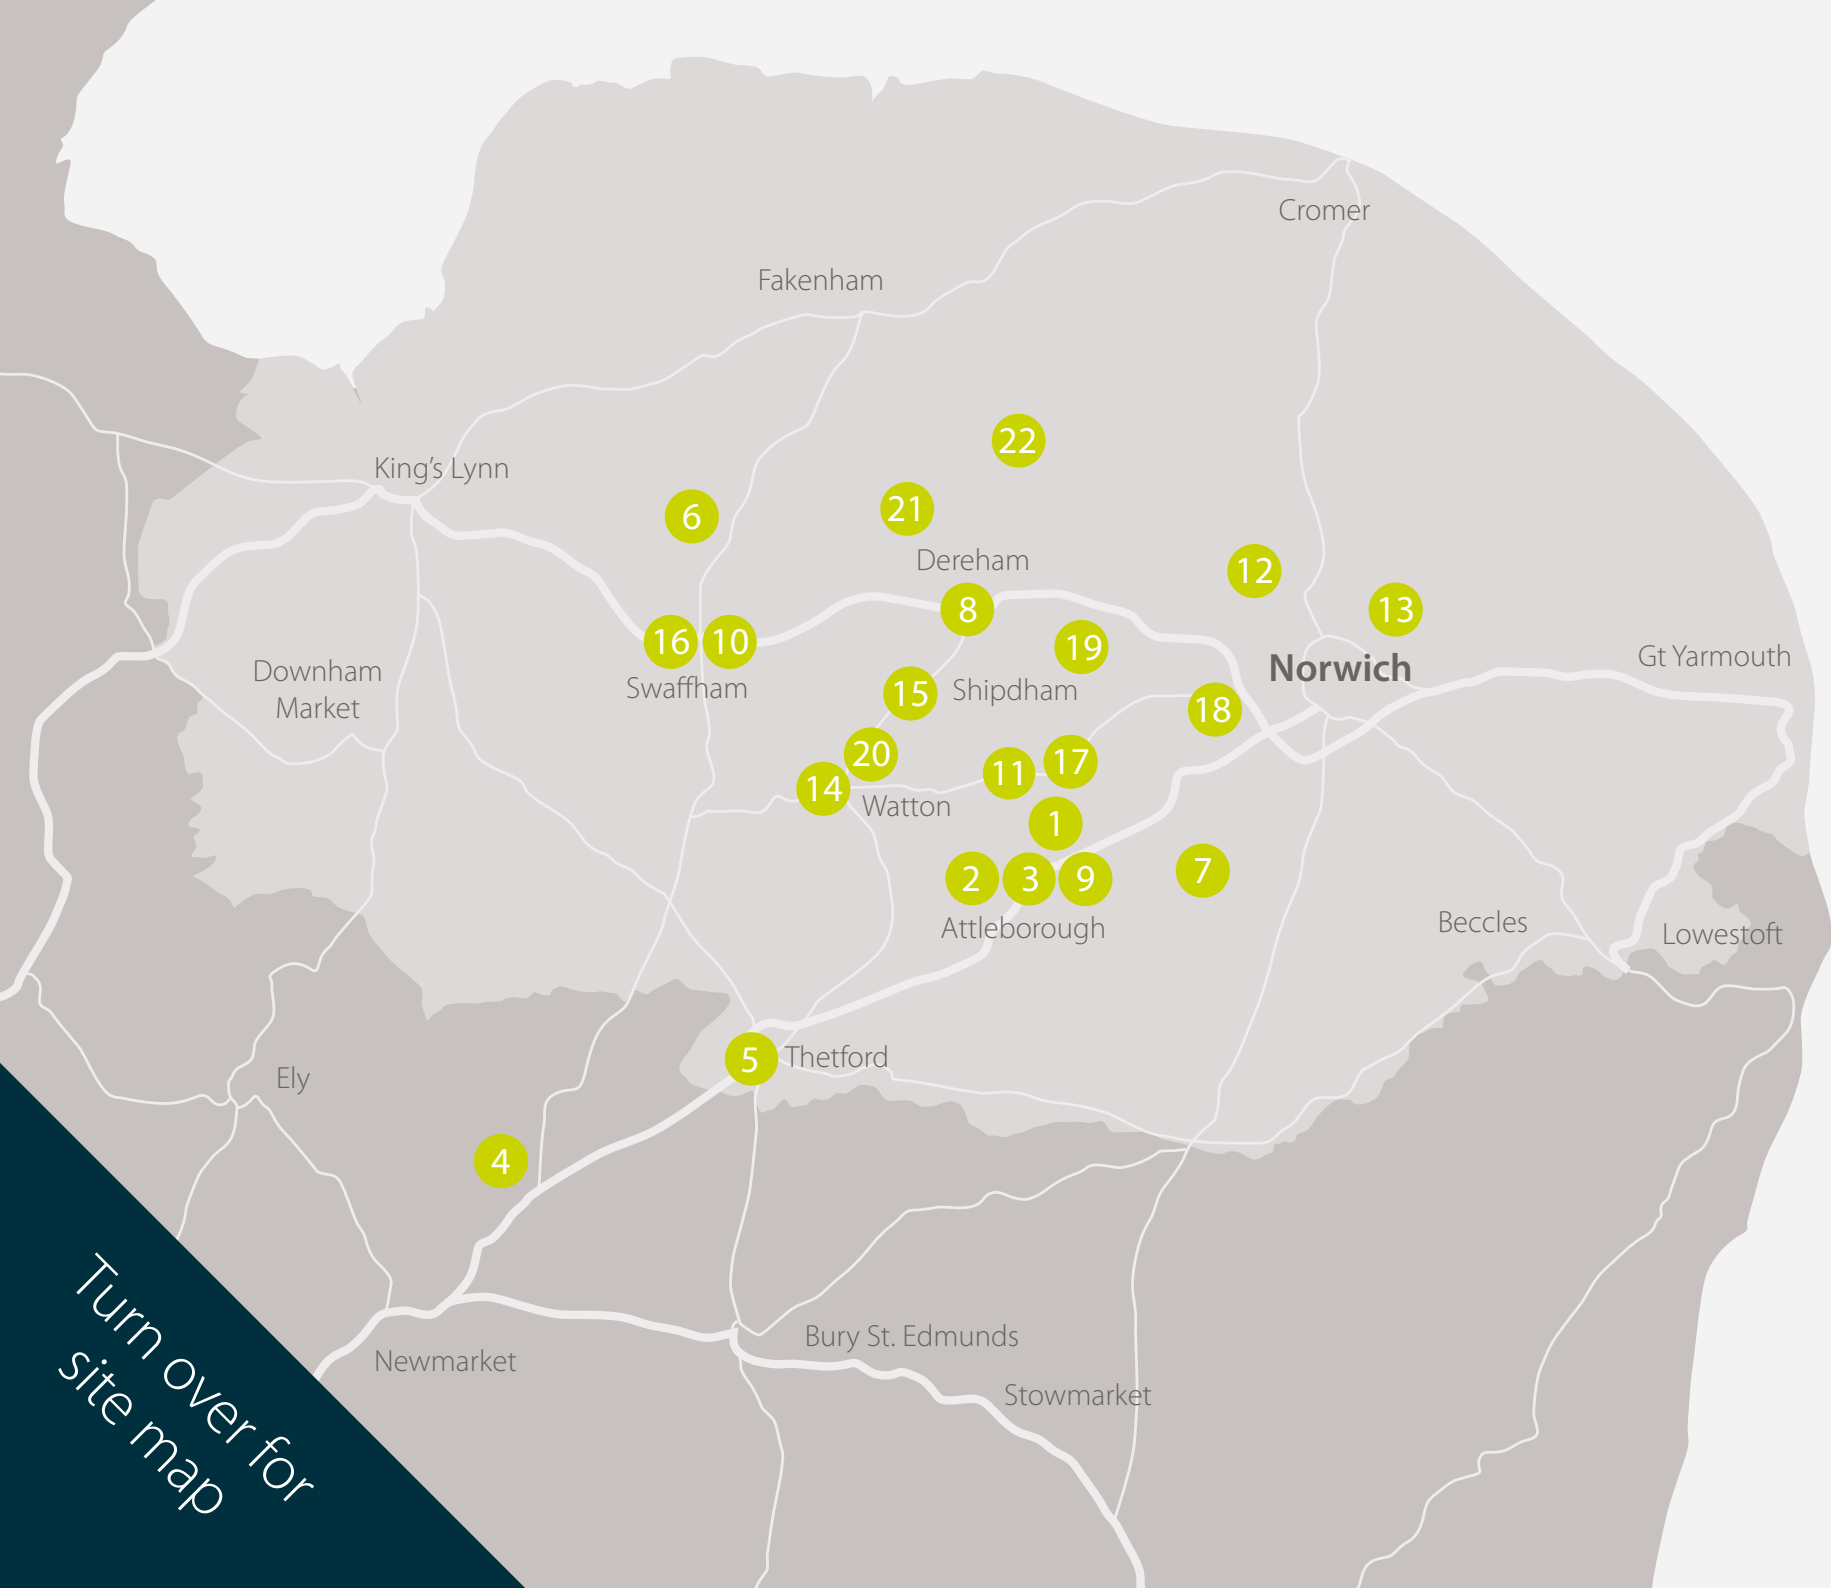 Cromer
Fakenham
22
King's Lynn
6
21
Dereham
12
8
13
16
10
19
Gt Yarmouth
Norwich
Downham
Market
Swaffham
15
Shipdham
18
20
17
11
14
Watton
1
7
2
3
9
Attleborough
Beccles
Lowestoft
5
Thetford
Ely
4
Turn over for
site map
Bury St. Edmunds
Newmarket
Stowmarket